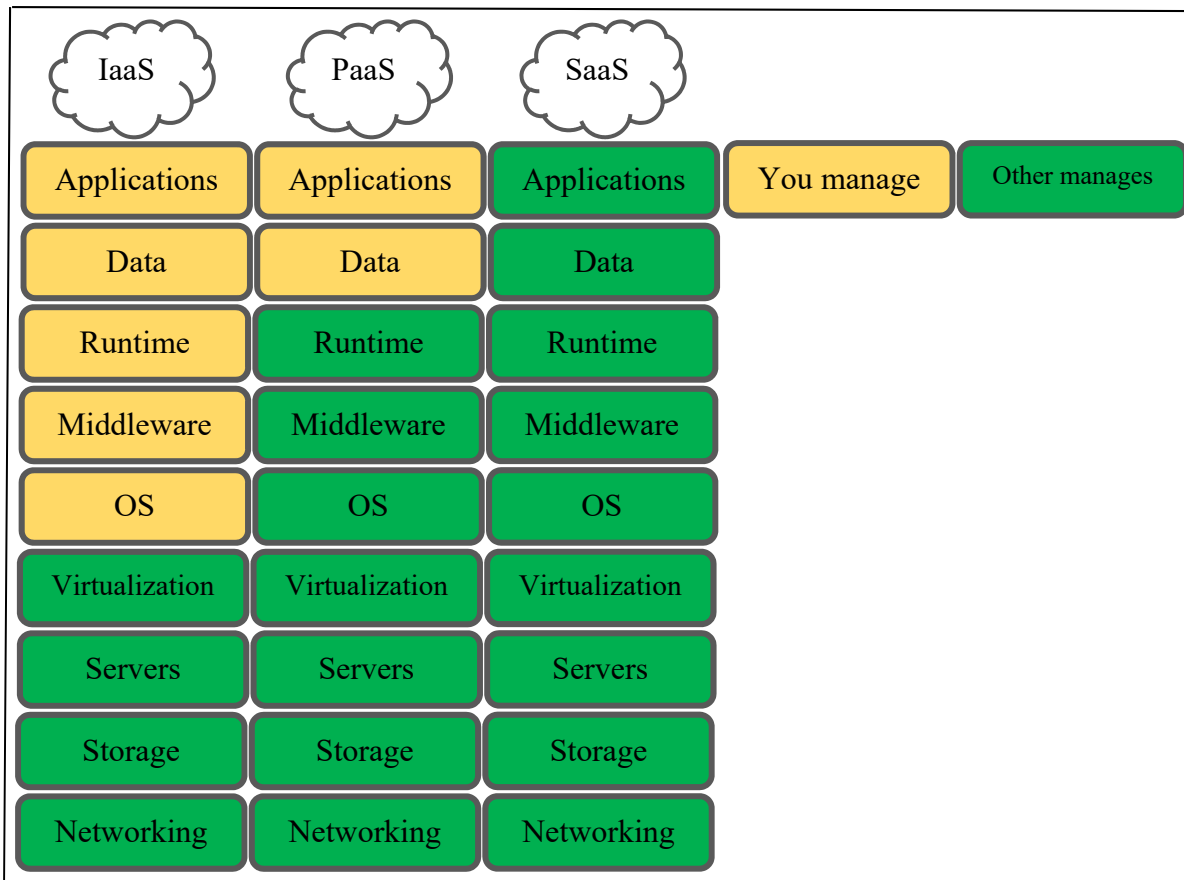 IaaS PaaS SaaS
Applications Applications Applications You manage Other manages
Data Data Data
Runtime Runtime Runtime
Middleware Middleware Middleware
OS OS OS
Virtualization Virtualization Virtualization
Servers Servers Servers
Storage Storage Storage
Networking Networking Networking